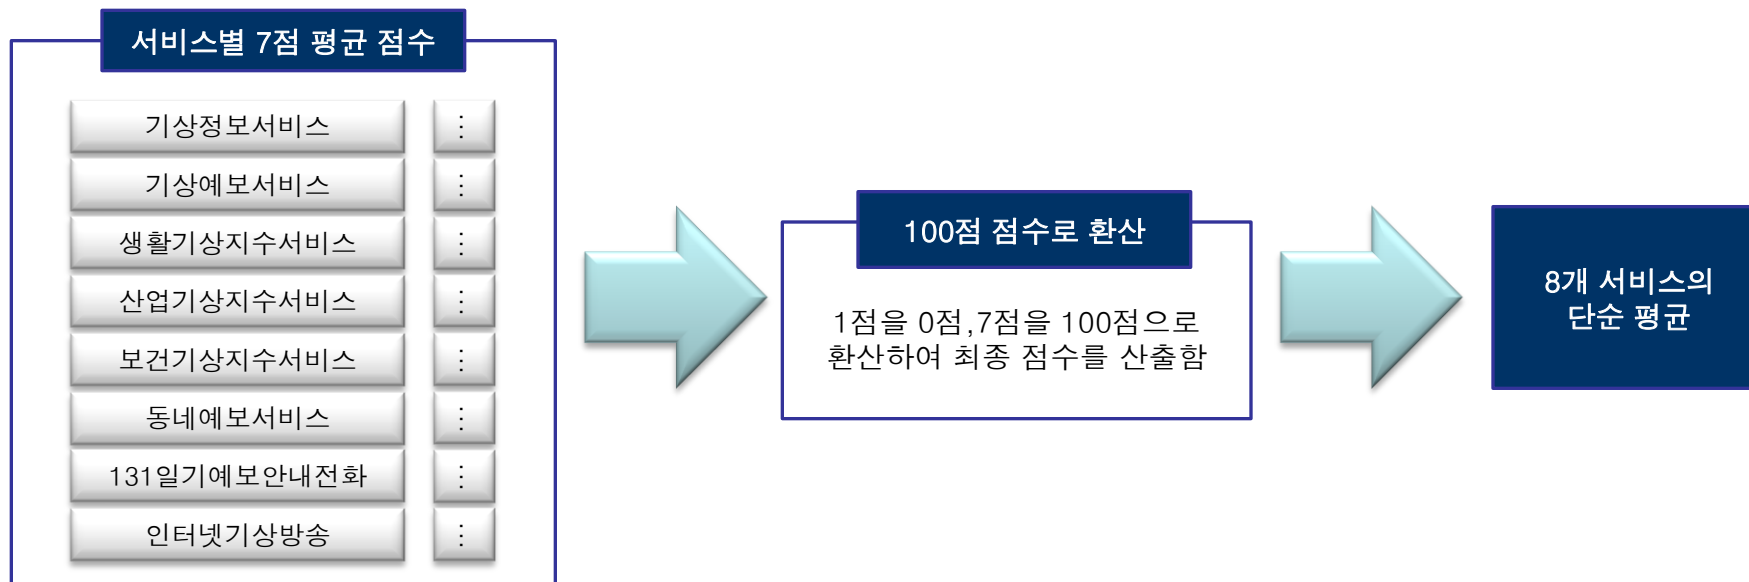 서비스별 7점 평균 점수
기상정보서비스 ⋮
기상예보서비스 ⋮
생활기상지수서비스 ⋮
산업기상지수서비스 ⋮
보건기상지수서비스 ⋮
동네예보서비스 ⋮
131일기예보안내전화 ⋮
인터넷기상방송 ⋮
100점 점수로 환산
1점을 0점,7점을 100점으로
환산하여 최종 점수를 산출함
8개 서비스의
단순 평균